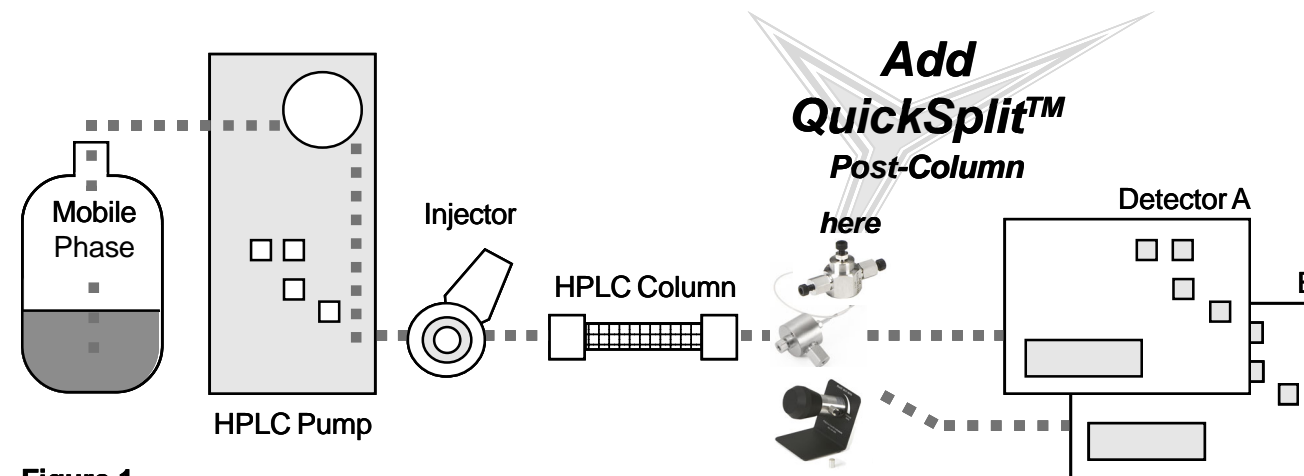 Add
QuickSplit™
Post-Column
here
Mobile
Phase
Injector
HPLC Column
Detector A
HPLC Pump
Figure 1